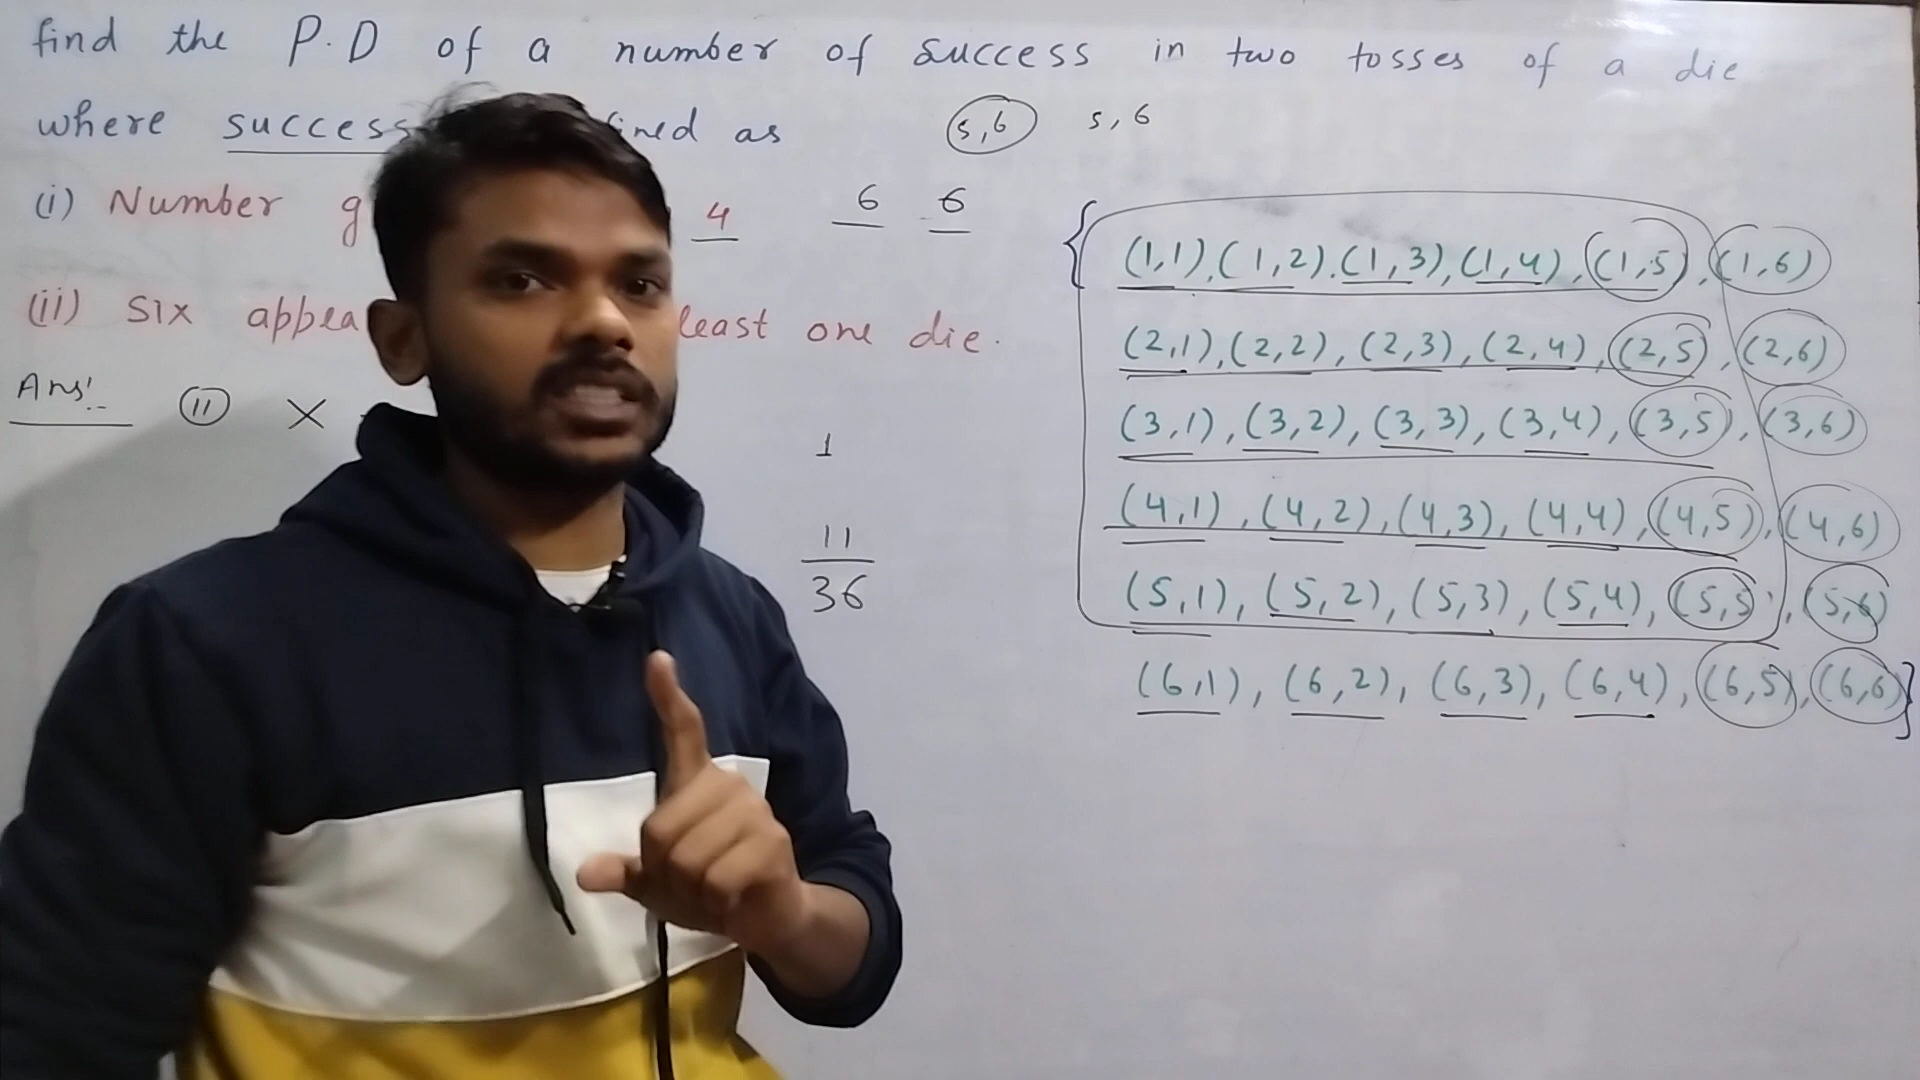 find the P.D of a number of success in two tosses of a die
where success fined as 5,6 5,6
(i) Number g 4 6 6
(ii) six appea least one die.
Ans!.. (11) X
1
11
36
{(1,1),(1,2).(1,3),(1,4),(1,5),(1,6)
(2,1),(2,2),(2,3),(2,4),(2,5),(2,6)
(3,1),(3,2),(3,3),(3,4),(3,5),(3,6)
(4,1),(4,2),(4,3),(4,4),(4,5),(4,6)
(5,1),(5,2),(5,3),(5,4),(5,5),(5,6)
(6,1),(6,2),(6,3),(6,4),(6,5),(6,6)}